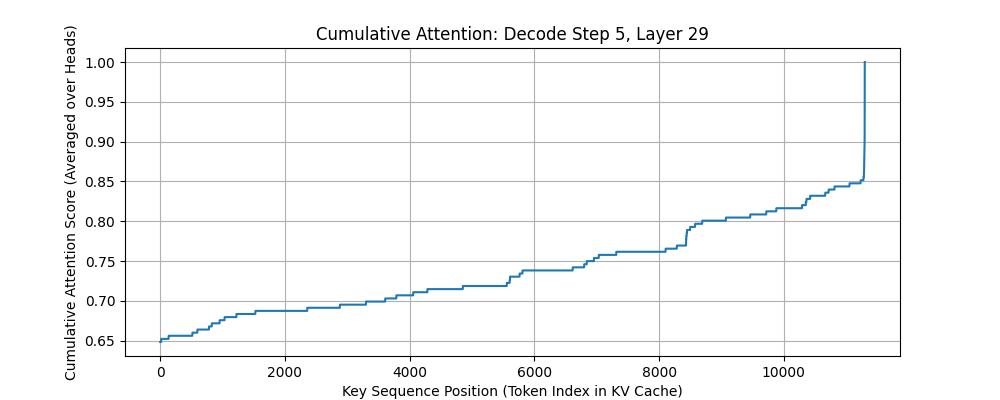 Cumulative Attention: Decode Step 5, Layer 29
Cumulative Attention Score (Averaged over Heads)
1.00
0.95
0.90
0.85
0.80
0.75
0.70
0.65
0 2000 4000 6000 8000 10000
Key Sequence Position (Token Index in KV Cache)